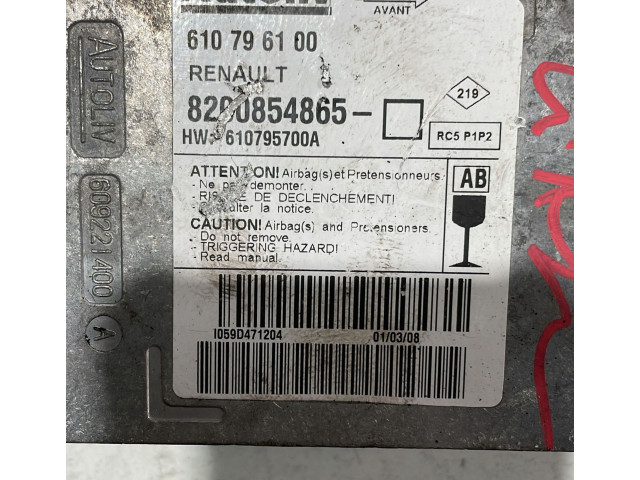 AVANT
610 79 61 00
RENAULT
8200854865-
219
HW: 610795700A
RC5 P1P2
ATTENTION! Airbag(s) et Pretensionneurs
- Ne pas demonter.
- RISQUE DE DECLENCHEMENT!
- Consulter la notice.
AB
CAUTION! Airbag(s) and Pretensioners.
- Do not remove.
- TRIGGERING HAZARD!
- Read manual.
I059D471204
01/03/08
AUTOLIV
609221400
A